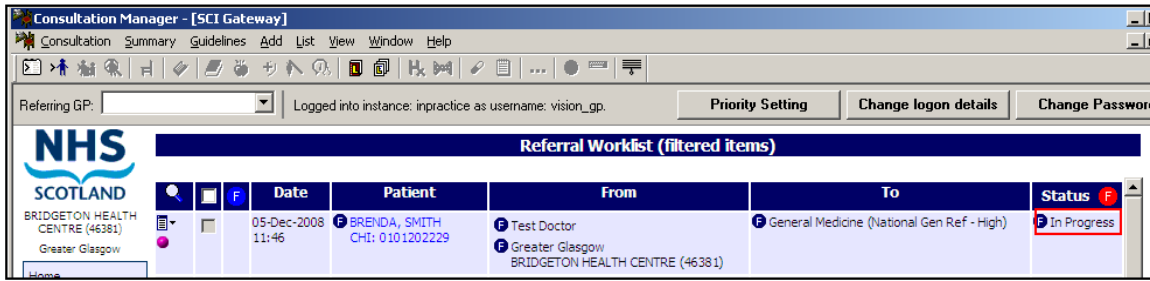 Consultation Manager - [SCI Gateway]
Consultation Summary Guidelines Add List View Window Help
Referring GP: Logged into instance: inpractice as username: vision_gp. Priority Setting Change logon details Change Passwor
NHS
SCOTLAND
BRIDGETON HEALTH
CENTRE (46381)
Greater Glasgow
Home
Referral Worklist (filtered items)
F Date Patient From To Status F
05-Dec-2008 F BRENDA, SMITH F Test Doctor F General Medicine (National Gen Ref - High) F In Progress
11:46 CHI: 0101202229 F Greater Glasgow
BRIDGETON HEALTH CENTRE (46381)